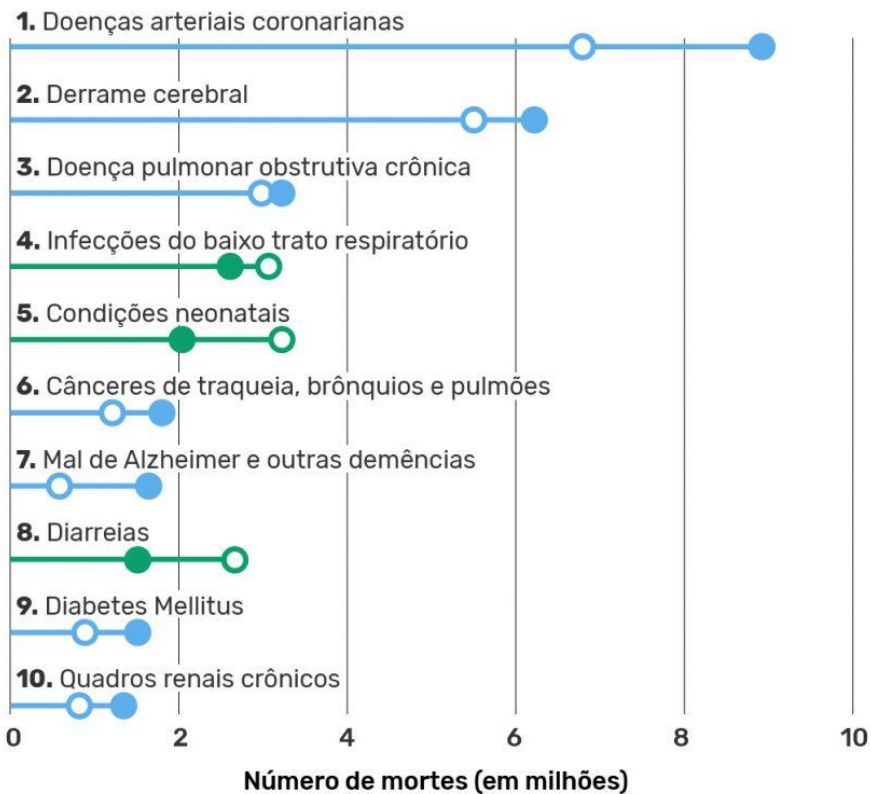 1. Doenças arteriais coronarianas
2. Derrame cerebral
3. Doença pulmonar obstrutiva crônica
4. Infecções do baixo trato respiratório
5. Condições neonatais
6. Cânceres de traqueia, brônquios e pulmões
7. Mal de Alzheimer e outras demências
8. Diarreias
9. Diabetes Mellitus
10. Quadros renais crônicos
0 2 4 6 8 10
Número de mortes (em milhões)